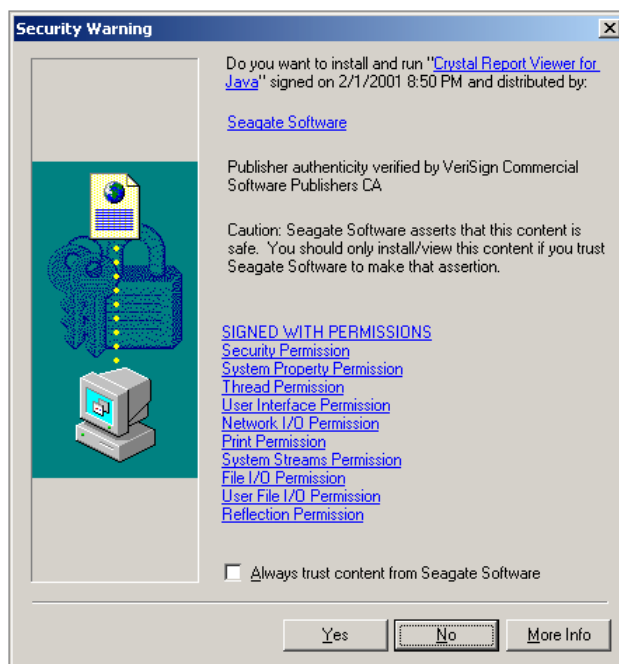 Security Warning
Do you want to install and run "Crystal Report Viewer for
Java" signed on 2/1/2001 8:50 PM and distributed by:
Seagate Software
Publisher authenticity verified by VeriSign Commercial
Software Publishers CA
Caution: Seagate Software asserts that this content is
safe.  You should only install/view this content if you trust
Seagate Software to make that assertion.
SIGNED WITH PERMISSIONS
Security Permission
System Property Permission
Thread Permission
User Interface Permission
Network I/O Permission
Print Permission
System Streams Permission
File I/O Permission
User File I/O Permission
Reflection Permission
Always trust content from Seagate Software
Yes
No
More Info